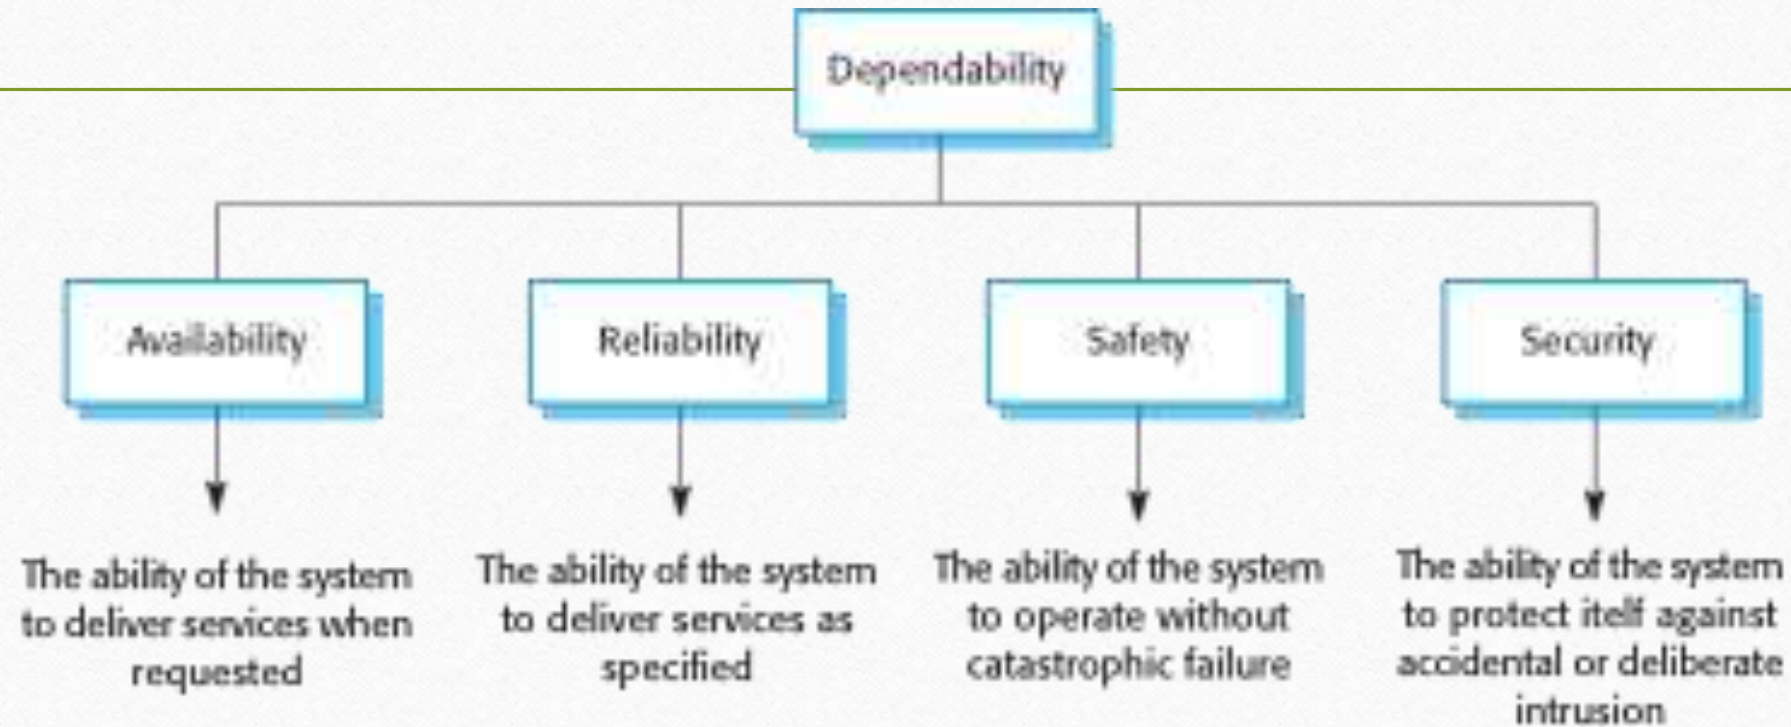 Dependability
Availability
Reliability
Safety
Security
The ability of the system
to deliver services when
requested
The ability of the system
to deliver services as
specified
The ability of the system
to operate without
catastrophic failure
The ability of the system
to protect itelf against
accidental or deliberate
intrusion